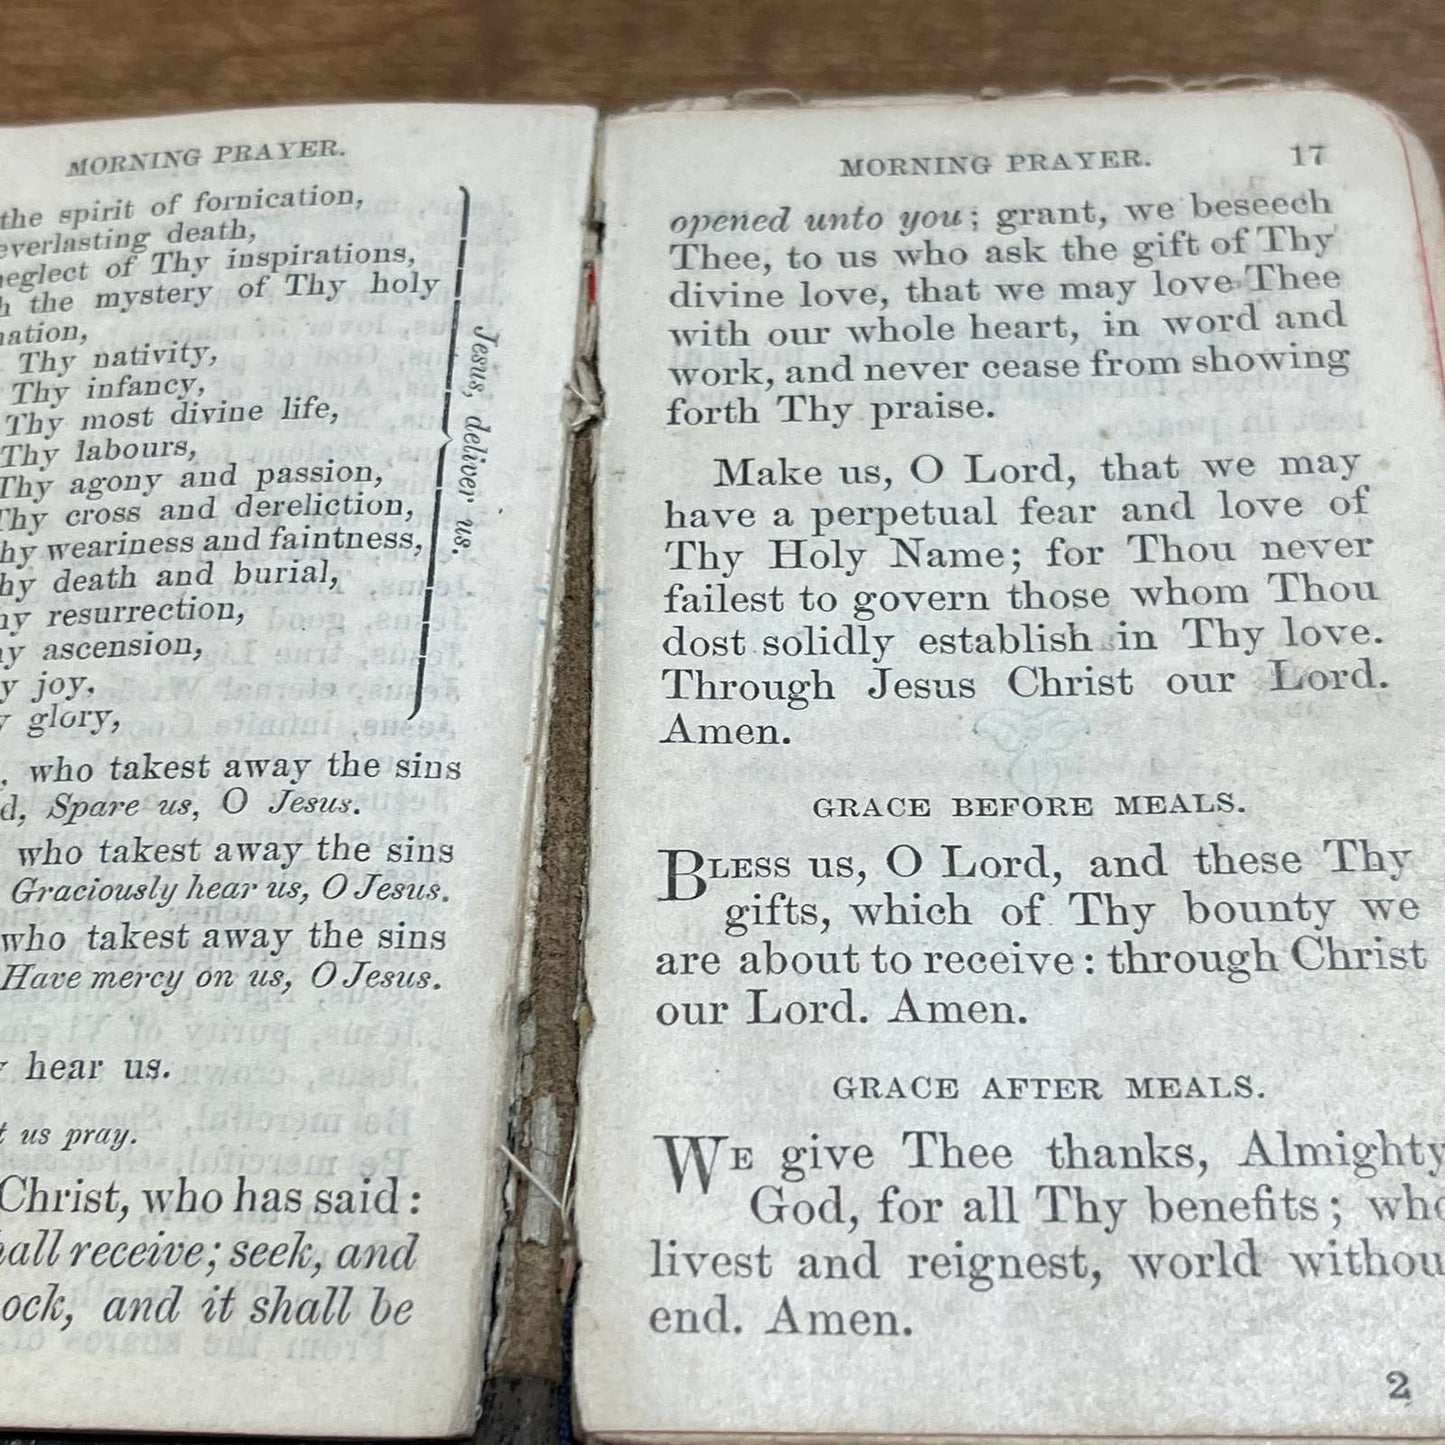 MORNING PRAYER.
the spirit of fornication,
everlasting death,
neglect of Thy inspirations,
the mystery of Thy holy
Thy nativity,
Thy infancy,
Thy most divine life,
Thy labours,
Thy agony and passion,
Thy cross and dereliction,
hy weariness and faintness,
hy death and burial,
hy resurrection,
y ascension,
y joy,
y glory,
Jesus, deliver us.
, who takest away the sins
d, Spare us, O Jesus.
who takest away the sins
Graciously hear us, O Jesus.
who takest away the sins
Have mercy on us, O Jesus.
hear us.
us pray.
Christ, who has said:
all receive; seek, and
ock, and it shall be
MORNING PRAYER. 17
opened unto you; grant, we beseech
Thee, to us who ask the gift of Thy
divine love, that we may love Thee
with our whole heart, in word and
work, and never cease from showing
forth Thy praise.
Make us, O Lord, that we may
have a perpetual fear and love of
Thy Holy Name; for Thou never
failest to govern those whom Thou
dost solidly establish in Thy love.
Through Jesus Christ our Lord.
Amen.
GRACE BEFORE MEALS.
BLESS us, O Lord, and these Thy
gifts, which of Thy bounty we
are about to receive: through Christ
our Lord. Amen.
GRACE AFTER MEALS.
WE give Thee thanks, Almighty
God, for all Thy benefits; who
livest and reignest, world withou
end. Amen.
2